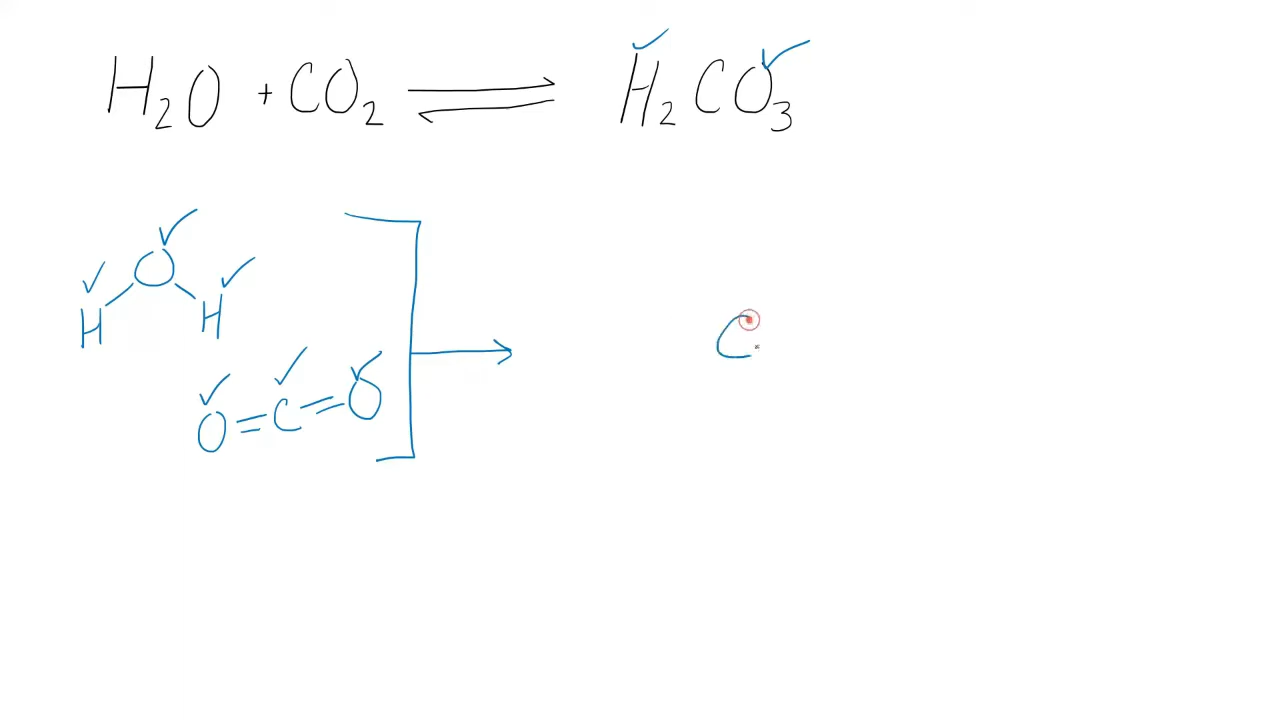 H₂O + CO₂ ⇌ H₂CO₃
O
H H
O=C=O
C